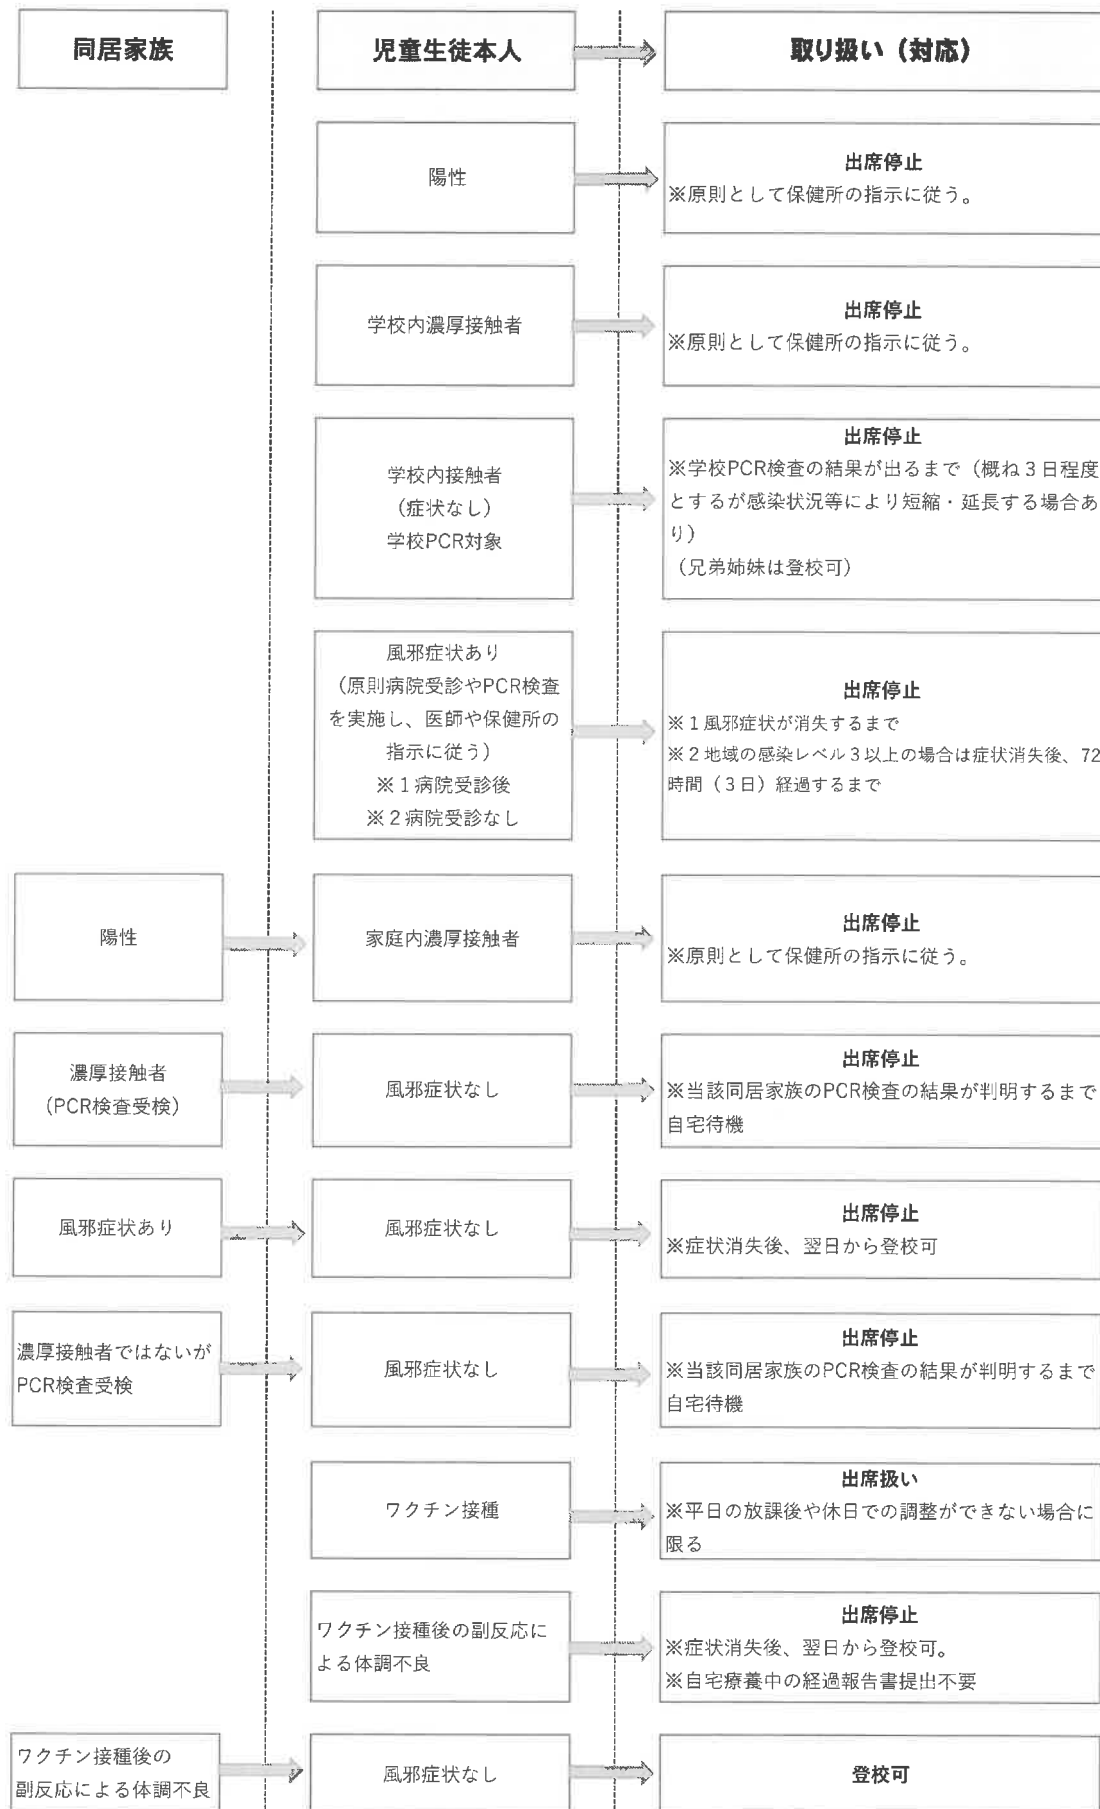 同居家族
児童生徒本人
取り扱い（対応）
陽性
出席停止
※原則として保健所の指示に従う。
学校内濃厚接触者
出席停止
※原則として保健所の指示に従う。
学校内接触者
（症状なし）
学校PCR対象
出席停止
※学校PCR検査の結果が出るまで（概ね３日程度
とするが感染状況等により短縮・延長する場合あ
り）
（兄弟姉妹は登校可）
風邪症状あり
（原則病院受診やPCR検査
を実施し、医師や保健所の
指示に従う）
※１病院受診後
※２病院受診なし
出席停止
※１風邪症状が消失するまで
※２地域の感染レベル３以上の場合は症状消失後、72
時間（３日）経過するまで
陽性
家庭内濃厚接触者
出席停止
※原則として保健所の指示に従う。
濃厚接触者
（PCR検査受検）
風邪症状なし
出席停止
※当該同居家族のPCR検査の結果が判明するまで
自宅待機
風邪症状あり
風邪症状なし
出席停止
※症状消失後、翌日から登校可
濃厚接触者ではないが
PCR検査受検
風邪症状なし
出席停止
※当該同居家族のPCR検査の結果が判明するまで
自宅待機
ワクチン接種
出席扱い
※平日の放課後や休日での調整ができない場合に
限る
ワクチン接種後の副反応に
よる体調不良
出席停止
※症状消失後、翌日から登校可。
※自宅療養中の経過報告書提出不要
ワクチン接種後の
副反応による体調不良
風邪症状なし
登校可